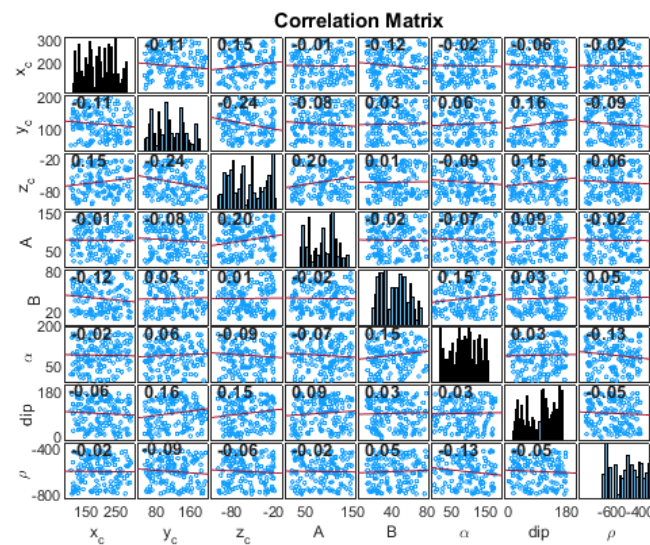 Correlation Matrix
300 200 x_c -0.11 0.15 -0.01 -0.12 -0.02 -0.06 -0.02
200 100 y_c -0.11 -0.24 -0.08 0.03 0.06 0.16 -0.09
-20 -80 z_c 0.15 -0.24 0.20 0.01 -0.09 0.15 -0.06
150 50 A -0.01 -0.08 0.20 -0.02 -0.07 0.09 -0.02
80 20 B -0.12 0.03 0.01 -0.02 0.15 0.03 0.05
200 50 α -0.02 0.06 -0.09 -0.07 0.15 0.03 -0.13
180 0 dip -0.06 0.16 0.15 0.09 0.03 0.03 -0.05
-400 -800 ρ -0.02 -0.09 -0.06 -0.02 0.05 -0.13 -0.05
150 250 80 160 -80 -20 50 150 40 80 50 150 0 180 -600 -400
x_c y_c z_c A B α dip ρ